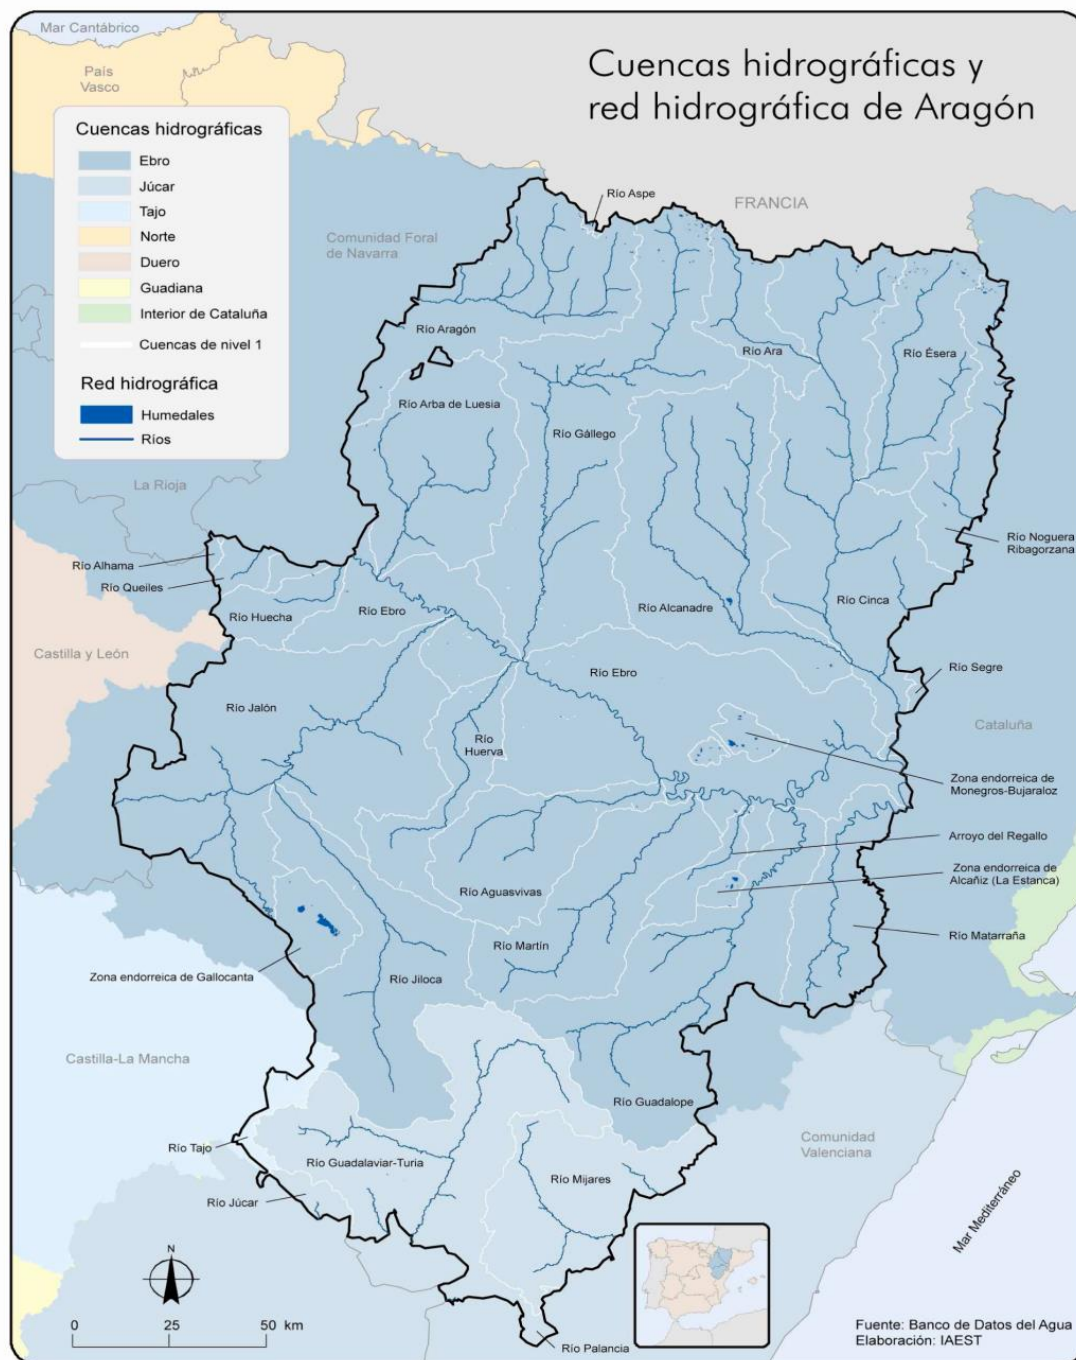 Mar Cantábrico
País
Vasco
Cuencas hidrográficas y
red hidrográfica de Aragón
Cuencas hidrográficas
Ebro
Júcar
Tajo
Norte
Duero
Guadiana
Interior de Cataluña
Cuencas de nivel 1
Red hidrográfica
Humedales
Ríos
Río Aspe
FRANCIA
Comunidad Foral
de Navarra
Río Aragón
Río Ara
Río Ésera
Río Arba de Luesia
Río Gállego
La Rioja
Río Noguera
Ribagorzana
Río Alhama
Río Queiles
Río Huecha
Río Ebro
Río Alcanadre
Río Cinca
Castilla y León
Río Ebro
Río Segre
Río Jalón
Cataluña
Río
Huerva
Zona endorreica de
Monegros-Bujaraloz
Arroyo del Regallo
Zona endorreica de
Alcañiz (La Estanca)
Río Aguasvivas
Río Matarraña
Río Martín
Zona endorreica de Gallocanta
Río Jiloca
Castilla-La Mancha
Río Guadalope
Río Tajo
Comunidad
Valenciana
Río Guadalaviar-Turia
Río Mijares
Río Júcar
Mar Mediterráneo
N
0 25 50 km
Río Palancia
Fuente: Banco de Datos del Agua
Elaboración: IAEST